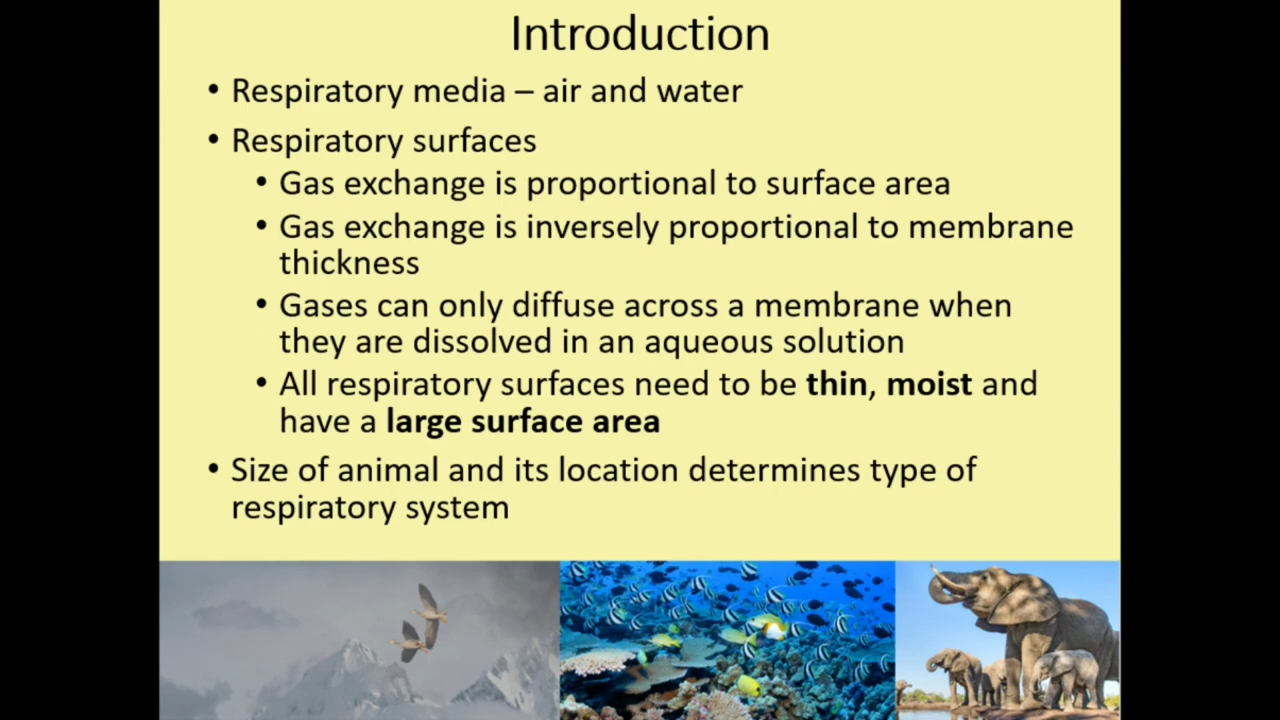 Introduction
• Respiratory media – air and water
• Respiratory surfaces
• Gas exchange is proportional to surface area
• Gas exchange is inversely proportional to membrane
thickness
• Gases can only diffuse across a membrane when
they are dissolved in an aqueous solution
• All respiratory surfaces need to be thin, moist and
have a large surface area
• Size of animal and its location determines type of
respiratory system